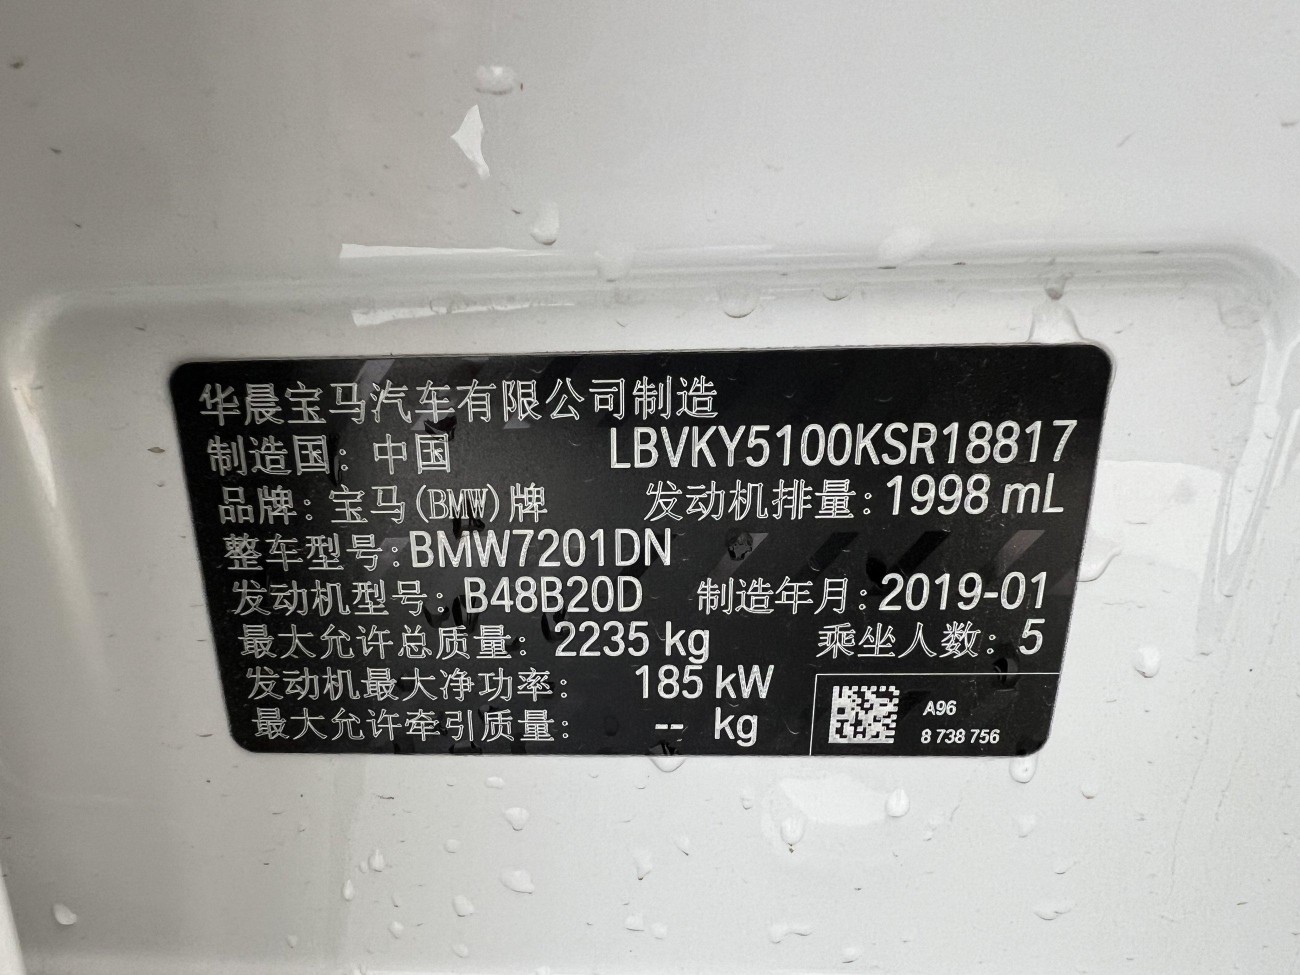 华晨宝马汽车有限公司制造
制造国：中国 LBVKY5100KSR18817
品牌：宝马(BMW)牌 发动机排量：1998 mL
整车型号：BMW7201DN
发动机型号：B48B20D 制造年月：2019-01
最大允许总质量：2235 kg 乘坐人数：5
发动机最大净功率： 185 kW
最大允许牵引质量： -- kg
A96
8 738 756